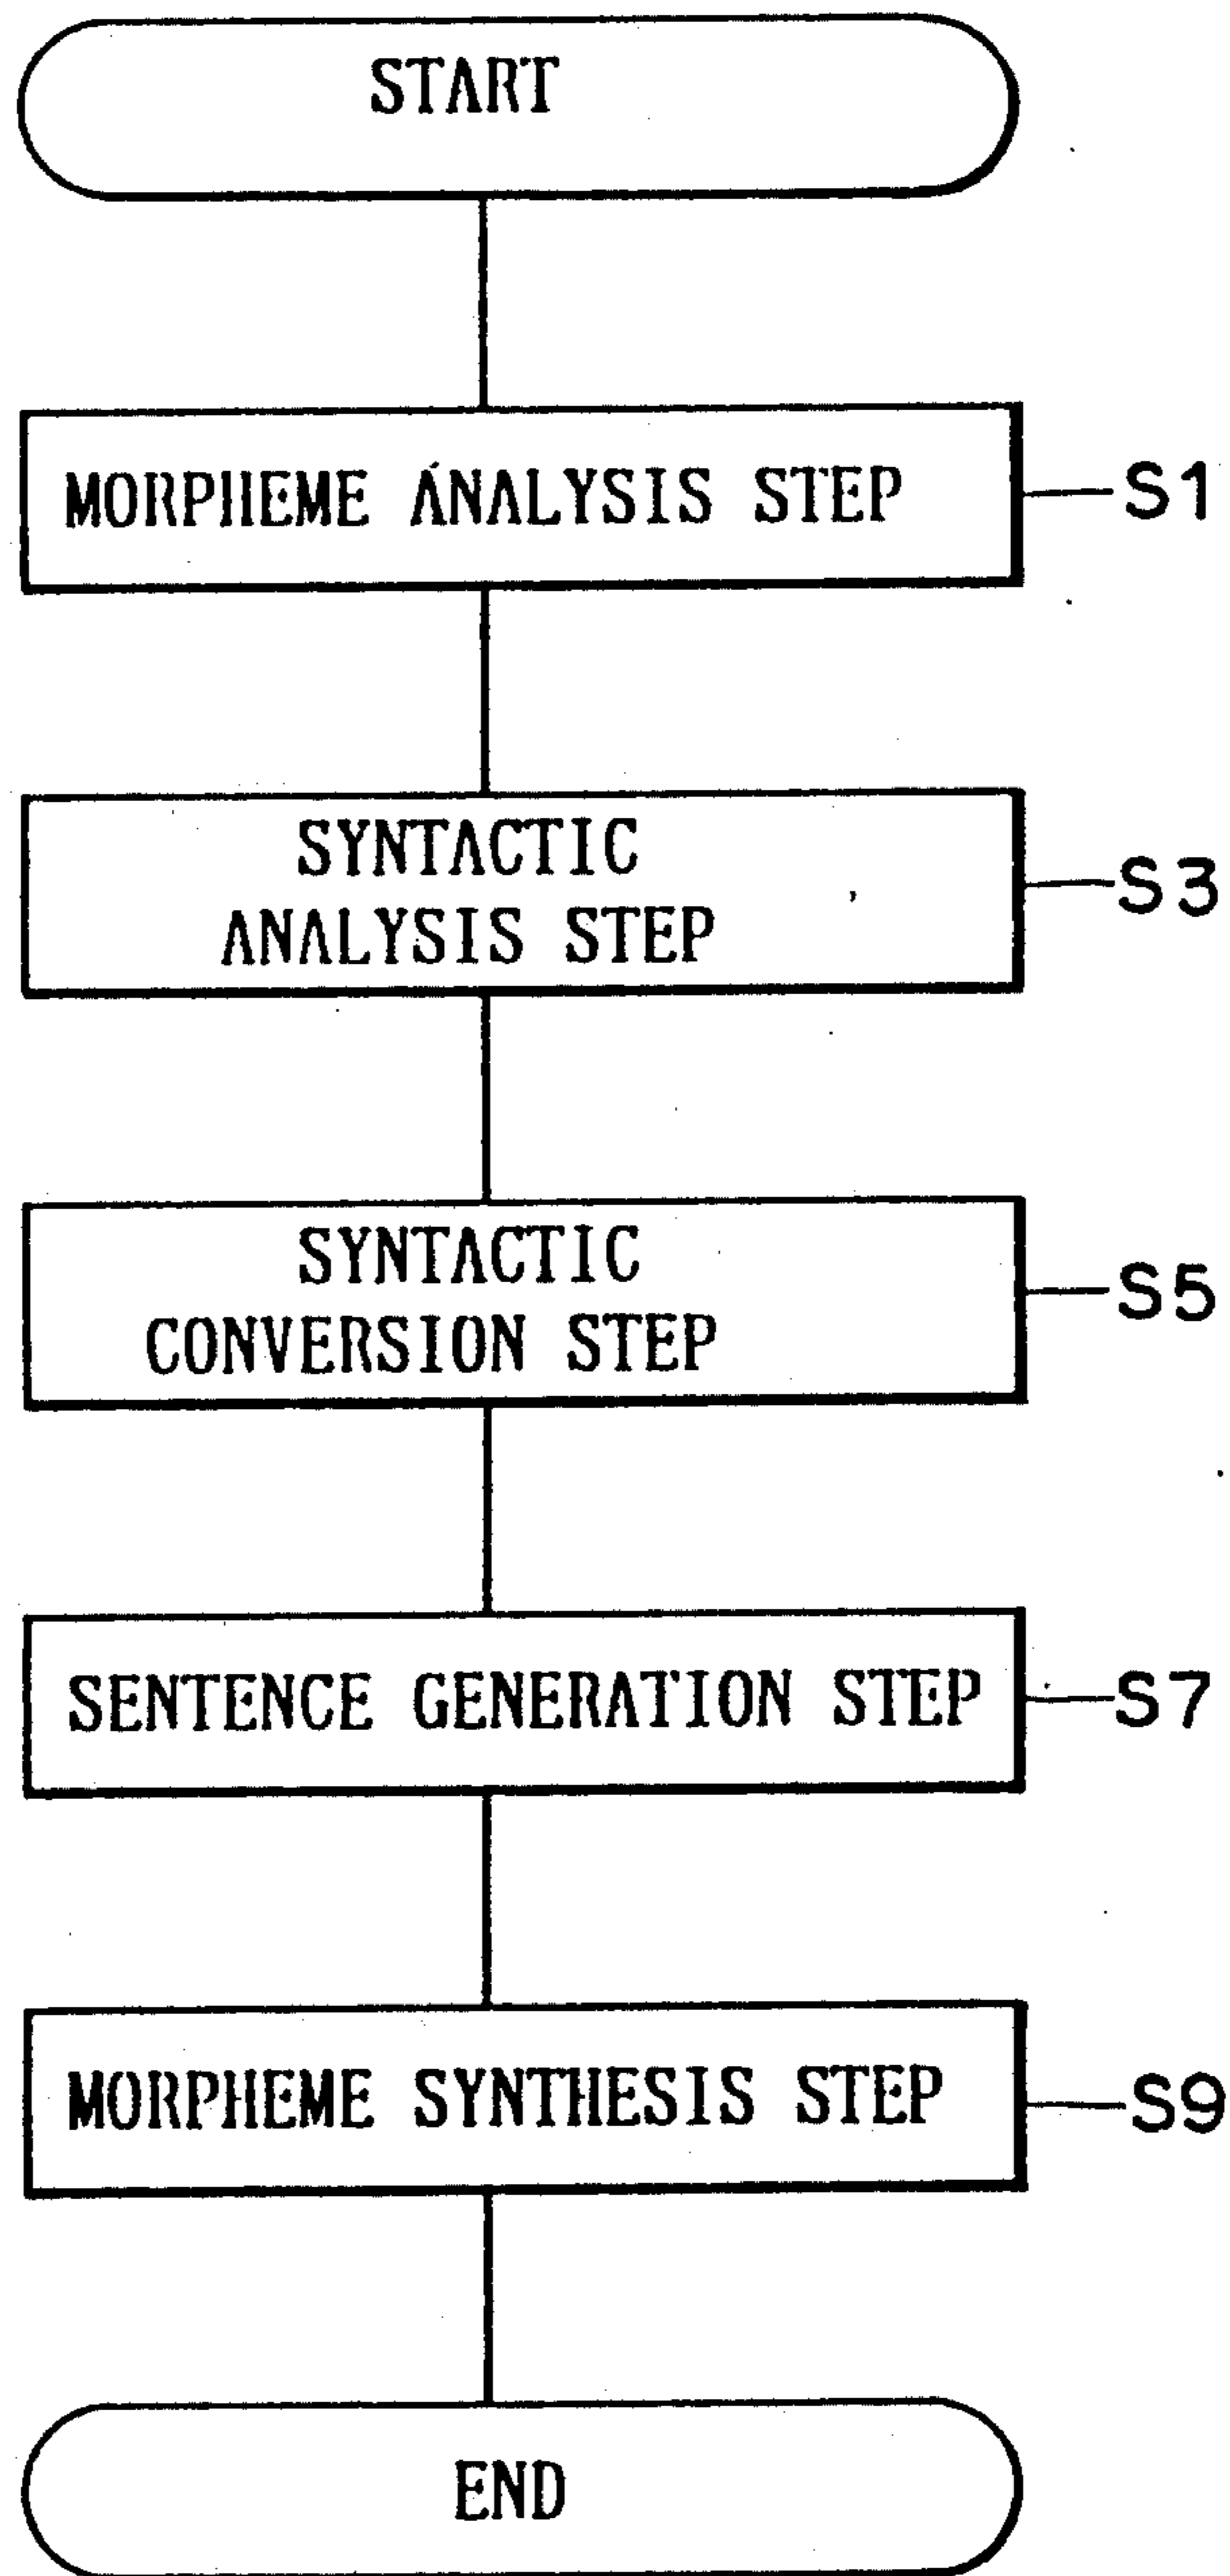 START
MORPHEME ANALYSIS STEP
S1
SYNTACTIC
ANALYSIS STEP
S3
SYNTACTIC
CONVERSION STEP
S5
SENTENCE GENERATION STEP
S7
MORPHEME SYNTHESIS STEP
S9
END